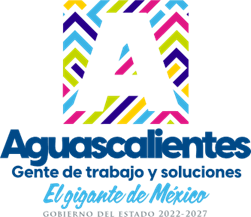 A
Aguascalientes
Gente de trabajo y soluciones
El gigante de México
GOBIERNO DEL ESTADO 2022-2027